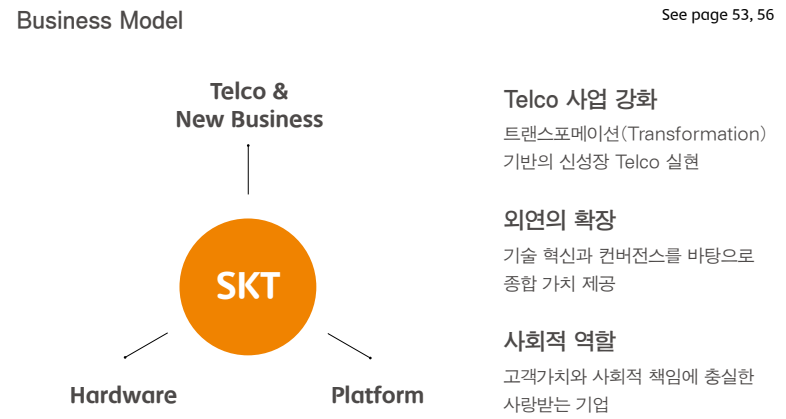 Business Model
See page 53, 56
Telco &
New Business
SKT
Hardware
Platform
Telco 사업 강화
트랜스포메이션(Transformation)
기반의 신성장 Telco 실현
외연의 확장
기술 혁신과 컨버전스를 바탕으로
종합 가치 제공
사회적 역할
고객가치와 사회적 책임에 충실한
사랑받는 기업